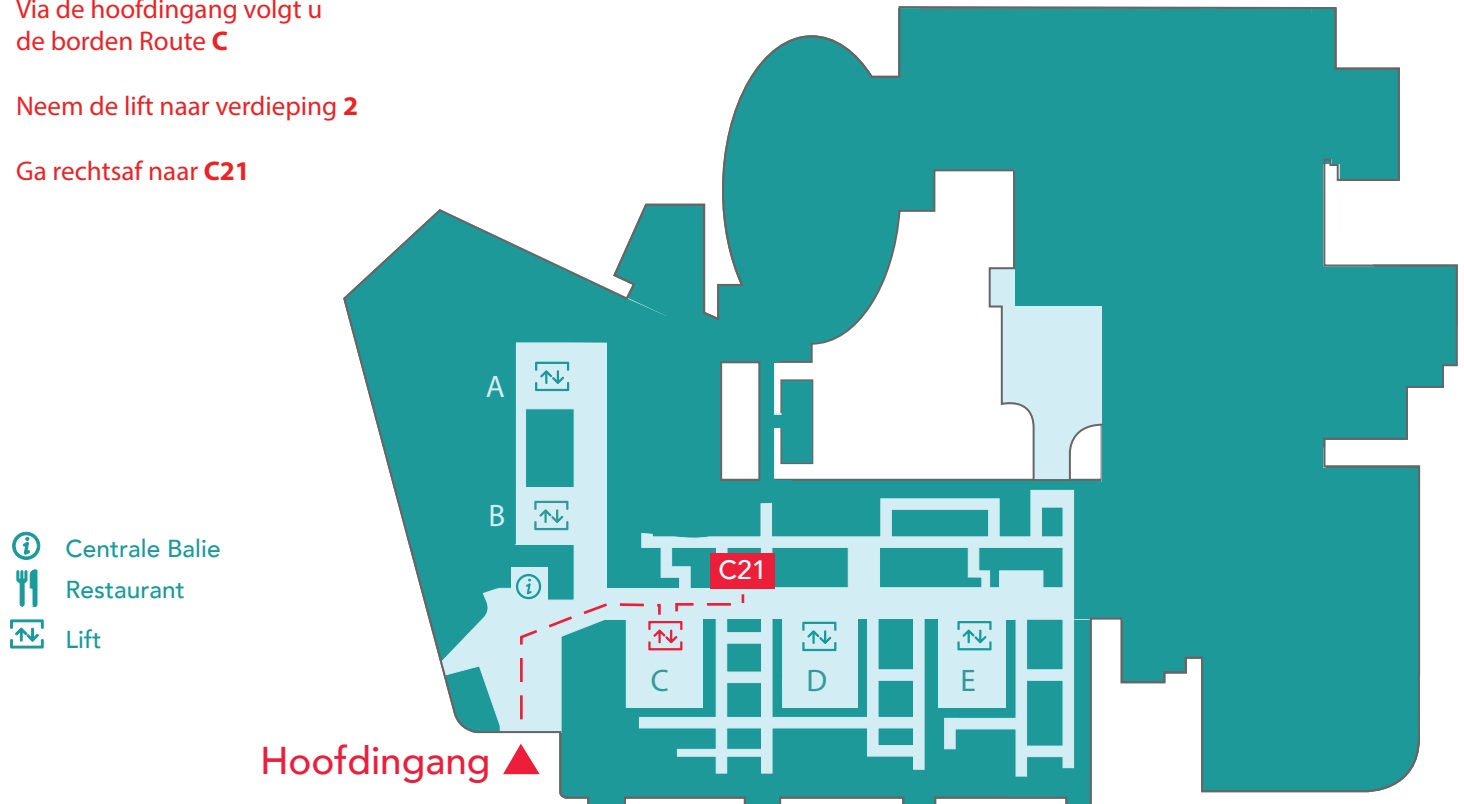 Via de hoofdingang volgt u
de borden Route C
Neem de lift naar verdieping 2
Ga rechtsaf naar C21
A
B
C21
C
D
E
i Centrale Balie
Restaurant
Lift
i
Hoofdingang